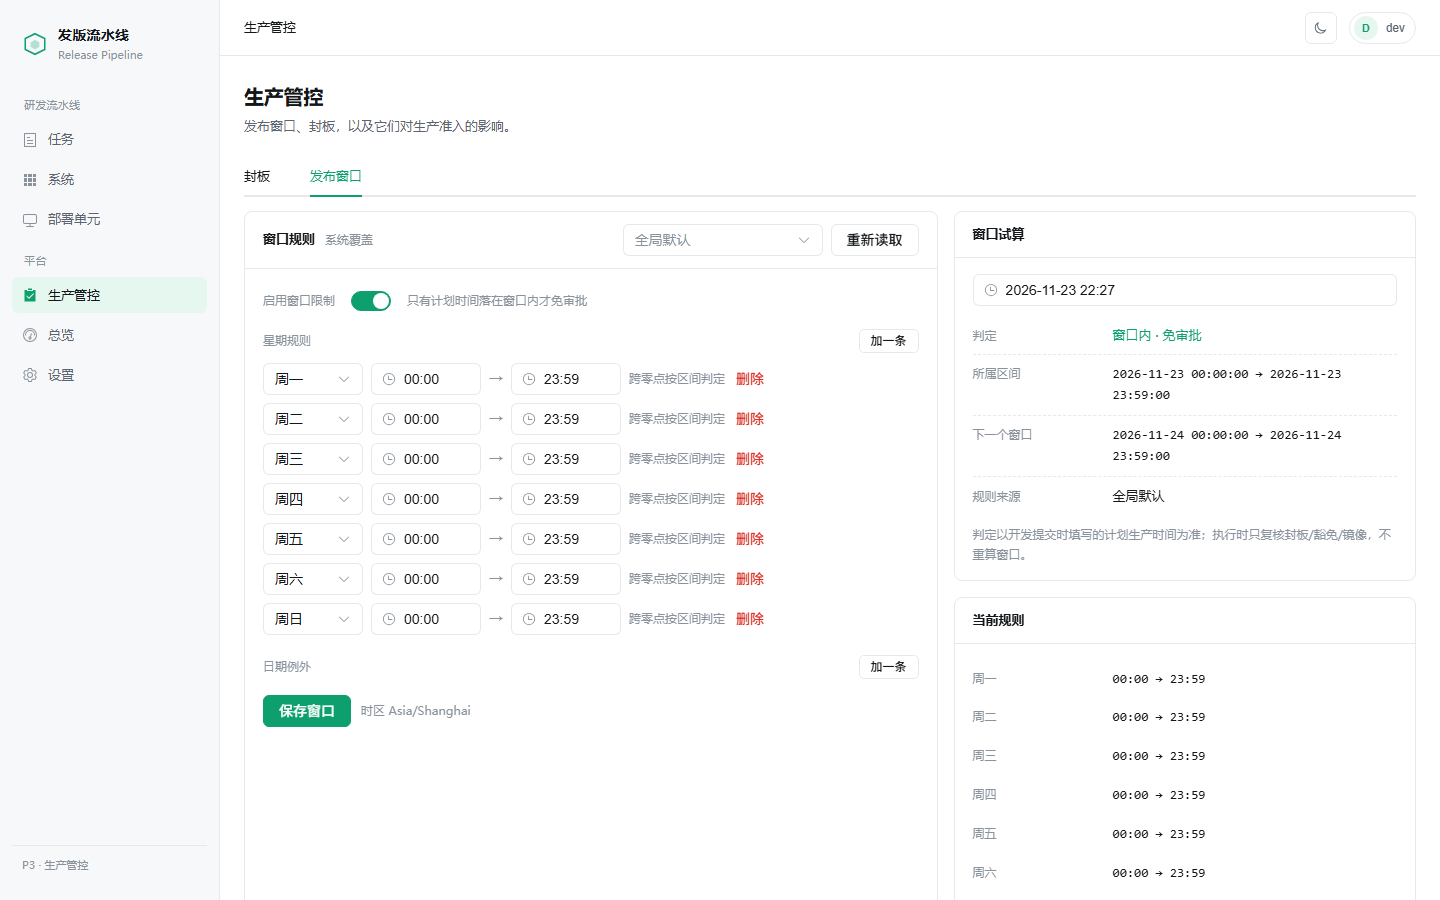 发版流水线
Release Pipeline
研发流水线
任务
系统
部署单元
平台
生产管控
总览
设置
P3 · 生产管控
生产管控
D dev
生产管控
发布窗口、封板，以及它们对生产准入的影响。
封板 发布窗口
窗口规则 系统覆盖 全局默认 重新读取
启用窗口限制 只有计划时间落在窗口内才免审批
星期规则 加一条
周一 00:00 → 23:59 跨零点按区间判定 删除
周二 00:00 → 23:59 跨零点按区间判定 删除
周三 00:00 → 23:59 跨零点按区间判定 删除
周四 00:00 → 23:59 跨零点按区间判定 删除
周五 00:00 → 23:59 跨零点按区间判定 删除
周六 00:00 → 23:59 跨零点按区间判定 删除
周日 00:00 → 23:59 跨零点按区间判定 删除
日期例外 加一条
保存窗口 时区 Asia/Shanghai
窗口试算
2026-11-23 22:27
判定 窗口内 · 免审批
所属区间 2026-11-23 00:00:00 → 2026-11-23
23:59:00
下一个窗口 2026-11-24 00:00:00 → 2026-11-24
23:59:00
规则来源 全局默认
判定以开发提交时填写的计划生产时间为准；执行时只复核封板/豁免/镜像，不
重算窗口。
当前规则
周一 00:00 → 23:59
周二 00:00 → 23:59
周三 00:00 → 23:59
周四 00:00 → 23:59
周五 00:00 → 23:59
周六 00:00 → 23:59